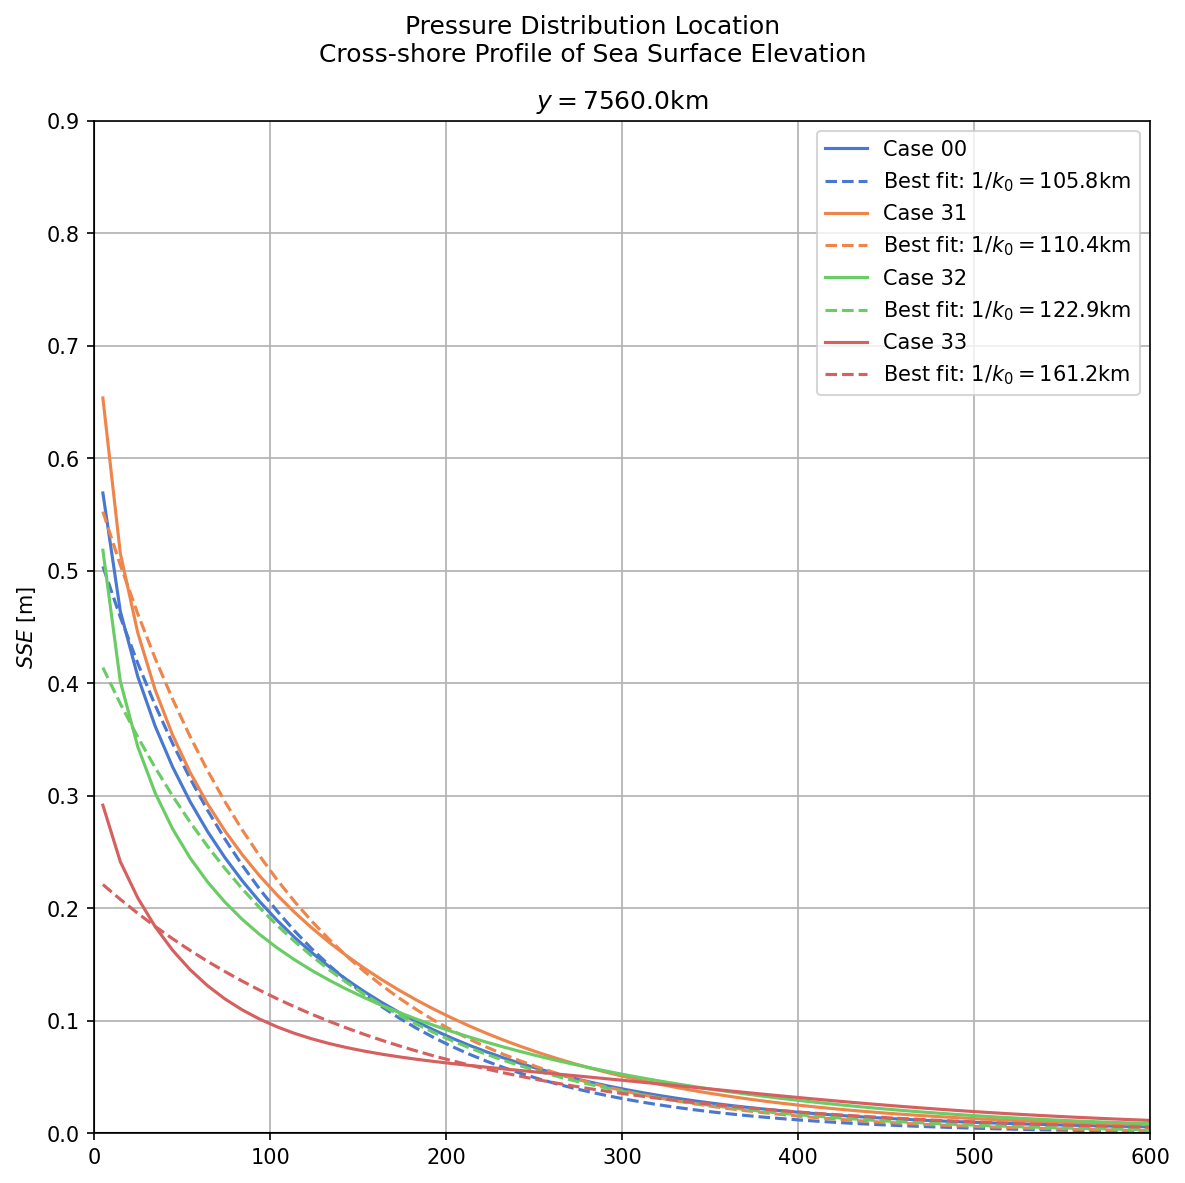 Pressure Distribution Location
Cross-shore Profile of Sea Surface Elevation
y = 7560.0km
Case 00
Best fit: 1/k₀ = 105.8km
Case 31
Best fit: 1/k₀ = 110.4km
Case 32
Best fit: 1/k₀ = 122.9km
Case 33
Best fit: 1/k₀ = 161.2km
SSE [m]
0.9
0.8
0.7
0.6
0.5
0.4
0.3
0.2
0.1
0.0
0 100 200 300 400 500 600